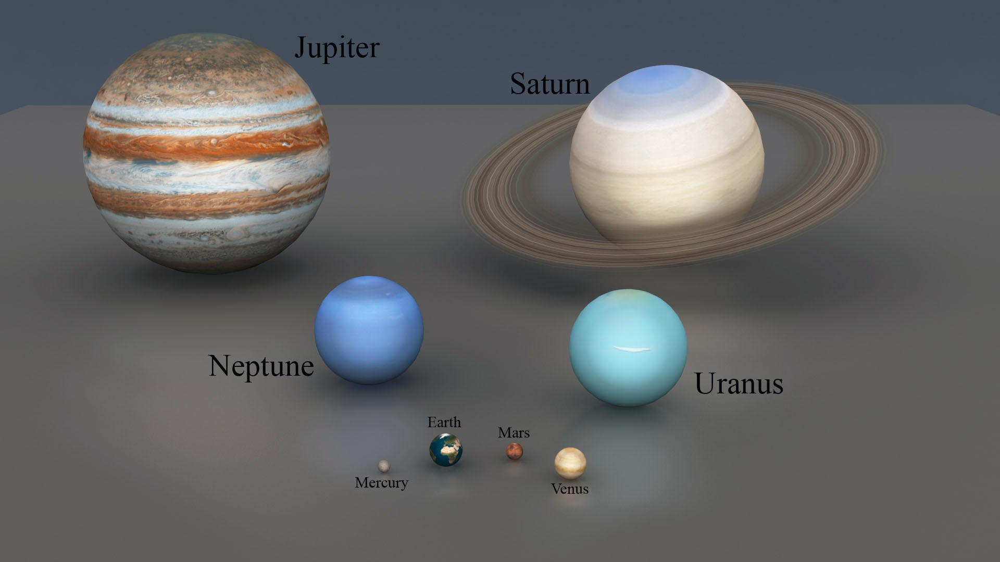 Jupiter
Saturn
Neptune
Uranus
Earth
Mars
Mercury
Venus